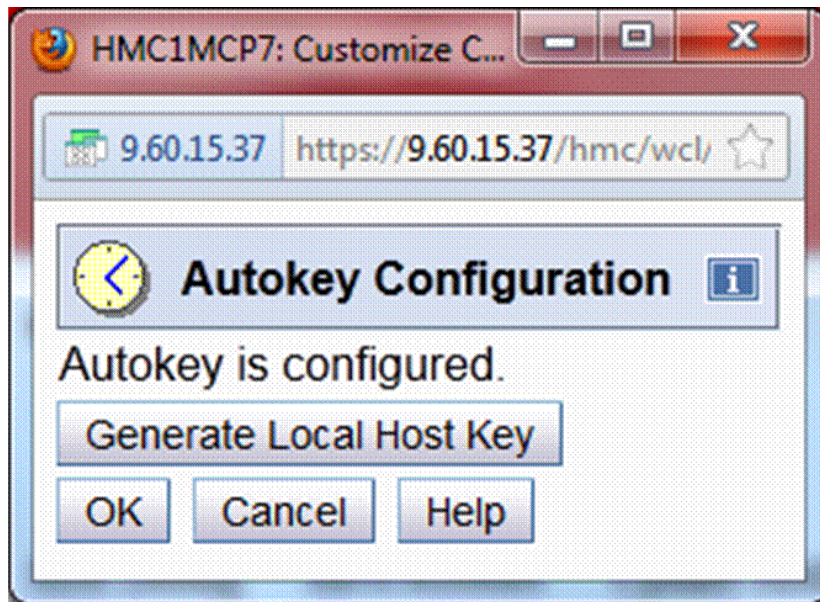 HMC1MCP7: Customize C...
9.60.15.37 https://9.60.15.37/hmc/wcl/
Autokey Configuration i
Autokey is configured.
Generate Local Host Key
OK Cancel Help